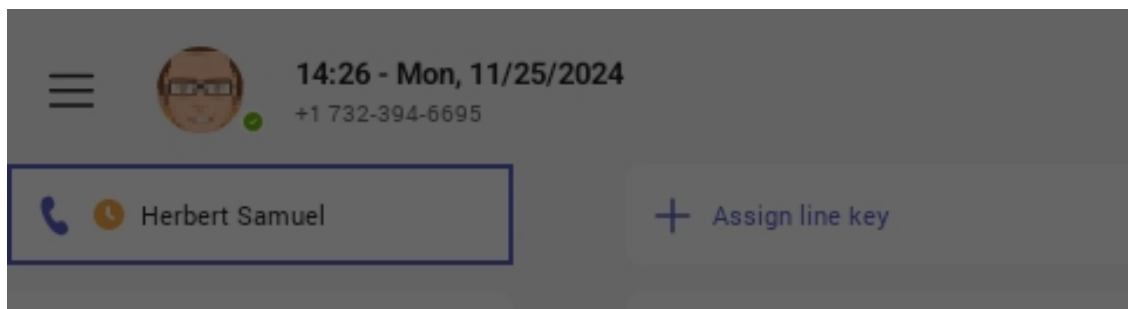 14:26 - Mon, 11/25/2024
+1 732-394-6695
Herbert Samuel
Assign line key